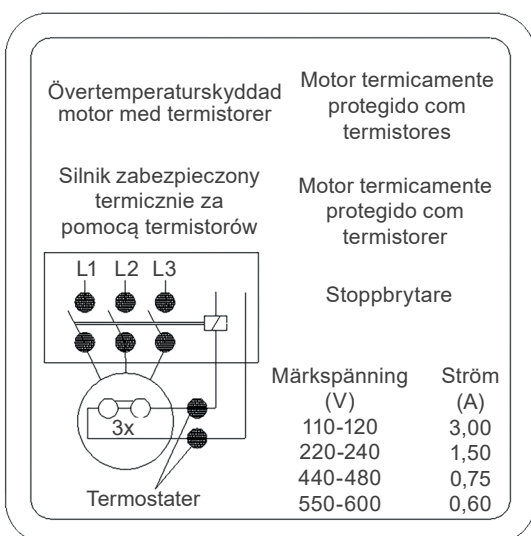 Övertemperaturskyddad
motor med termistorer
Motor termicamente
protegido com
termistores
Silnik zabezpieczony
termicznie za
pomocą termistorów
Motor termicamente
protegido com
termistorer
L1 L2 L3
Stoppbrytare
3x
Termostater
Märkspänning Ström
(V) (A)
110-120 3,00
220-240 1,50
440-480 0,75
550-600 0,60